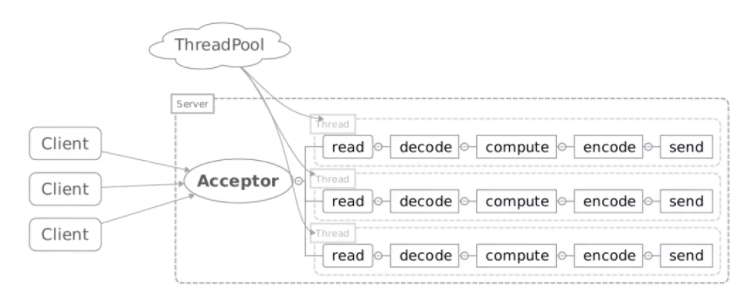 ThreadPool
Server
Thread
Client
read decode compute encode send
Acceptor
Thread
Client
read decode compute encode send
Thread
Client
read decode compute encode send